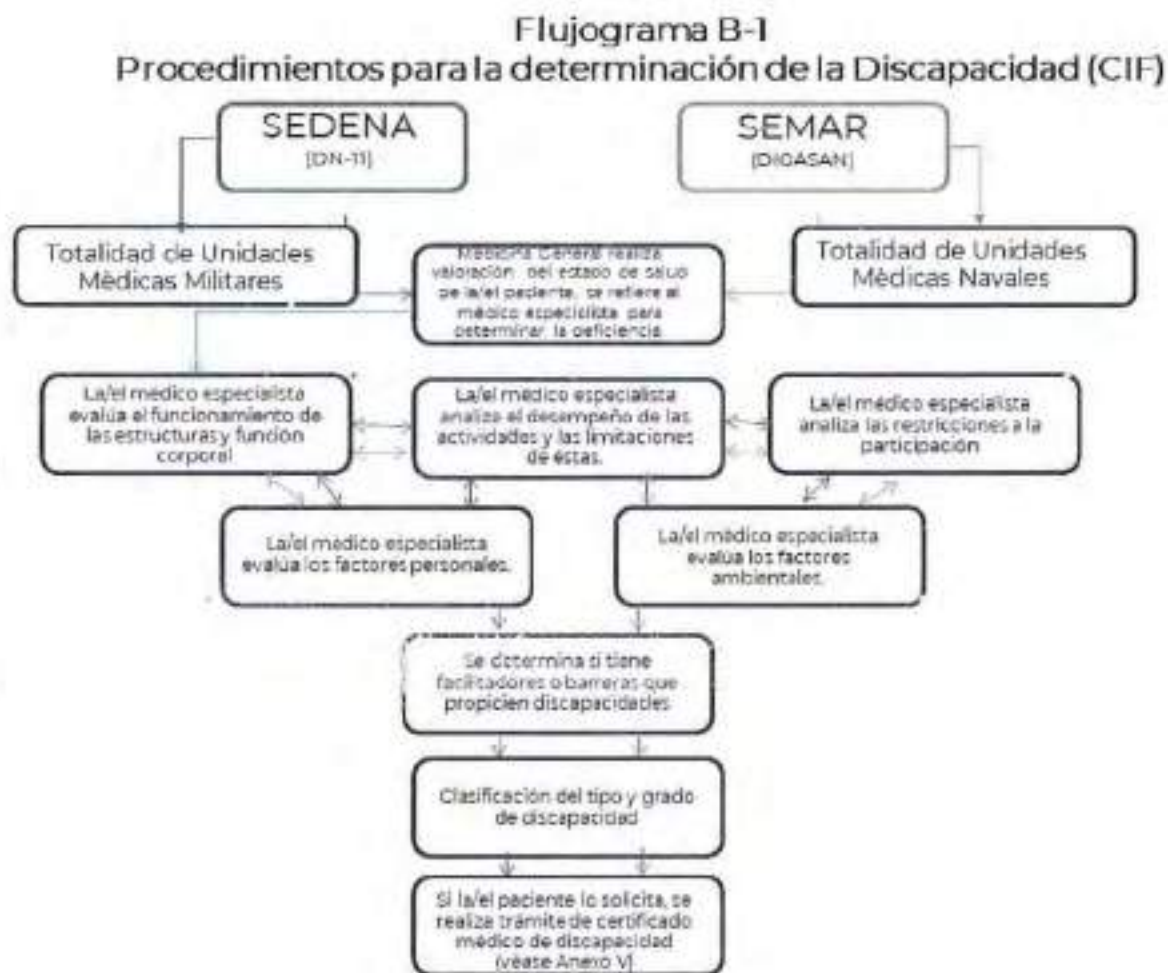 Flujograma B-1
Procedimientos para la determinación de la Discapacidad (CIF)
SEDENA
[DN-11]
SEMAR
(DIGASAN)
Totalidad de Unidades
Médicas Militares
Medicina General realiza
valoración del estado de salud
de la/el paciente, se refiere al
médico especialista para
determinar la deficiencia
Totalidad de Unidades
Médicas Navales
La/el médico especialista
evalúa el funcionamiento de
las estructuras y función
corporal
La/el médico especialista
analiza el desempeño de las
actividades y las limitaciones
de éstas.
La/el médico especialista
analiza las restricciones a la
participación
La/el médico especialista
evalúa los factores personales.
La/el médico especialista
evalúa los factores
ambientales.
Se determina si tiene
facilitadores o barreras que
propicien discapacidades
Clasificación del tipo y grado
de discapacidad
Si la/el paciente lo solicita, se
realiza trámite de certificado
médico de discapacidad
(véase Anexo V)